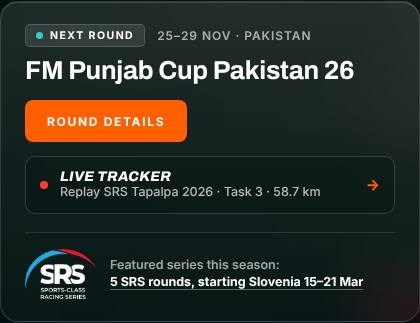 NEXT ROUND 25–29 NOV · PAKISTAN
FM Punjab Cup Pakistan 26
ROUND DETAILS
LIVE TRACKER
Replay SRS Tapalpa 2026 · Task 3 · 58.7 km →
SRS
SPORTS-CLASS
RACING SERIES
Featured series this season:
5 SRS rounds, starting Slovenia 15–21 Mar